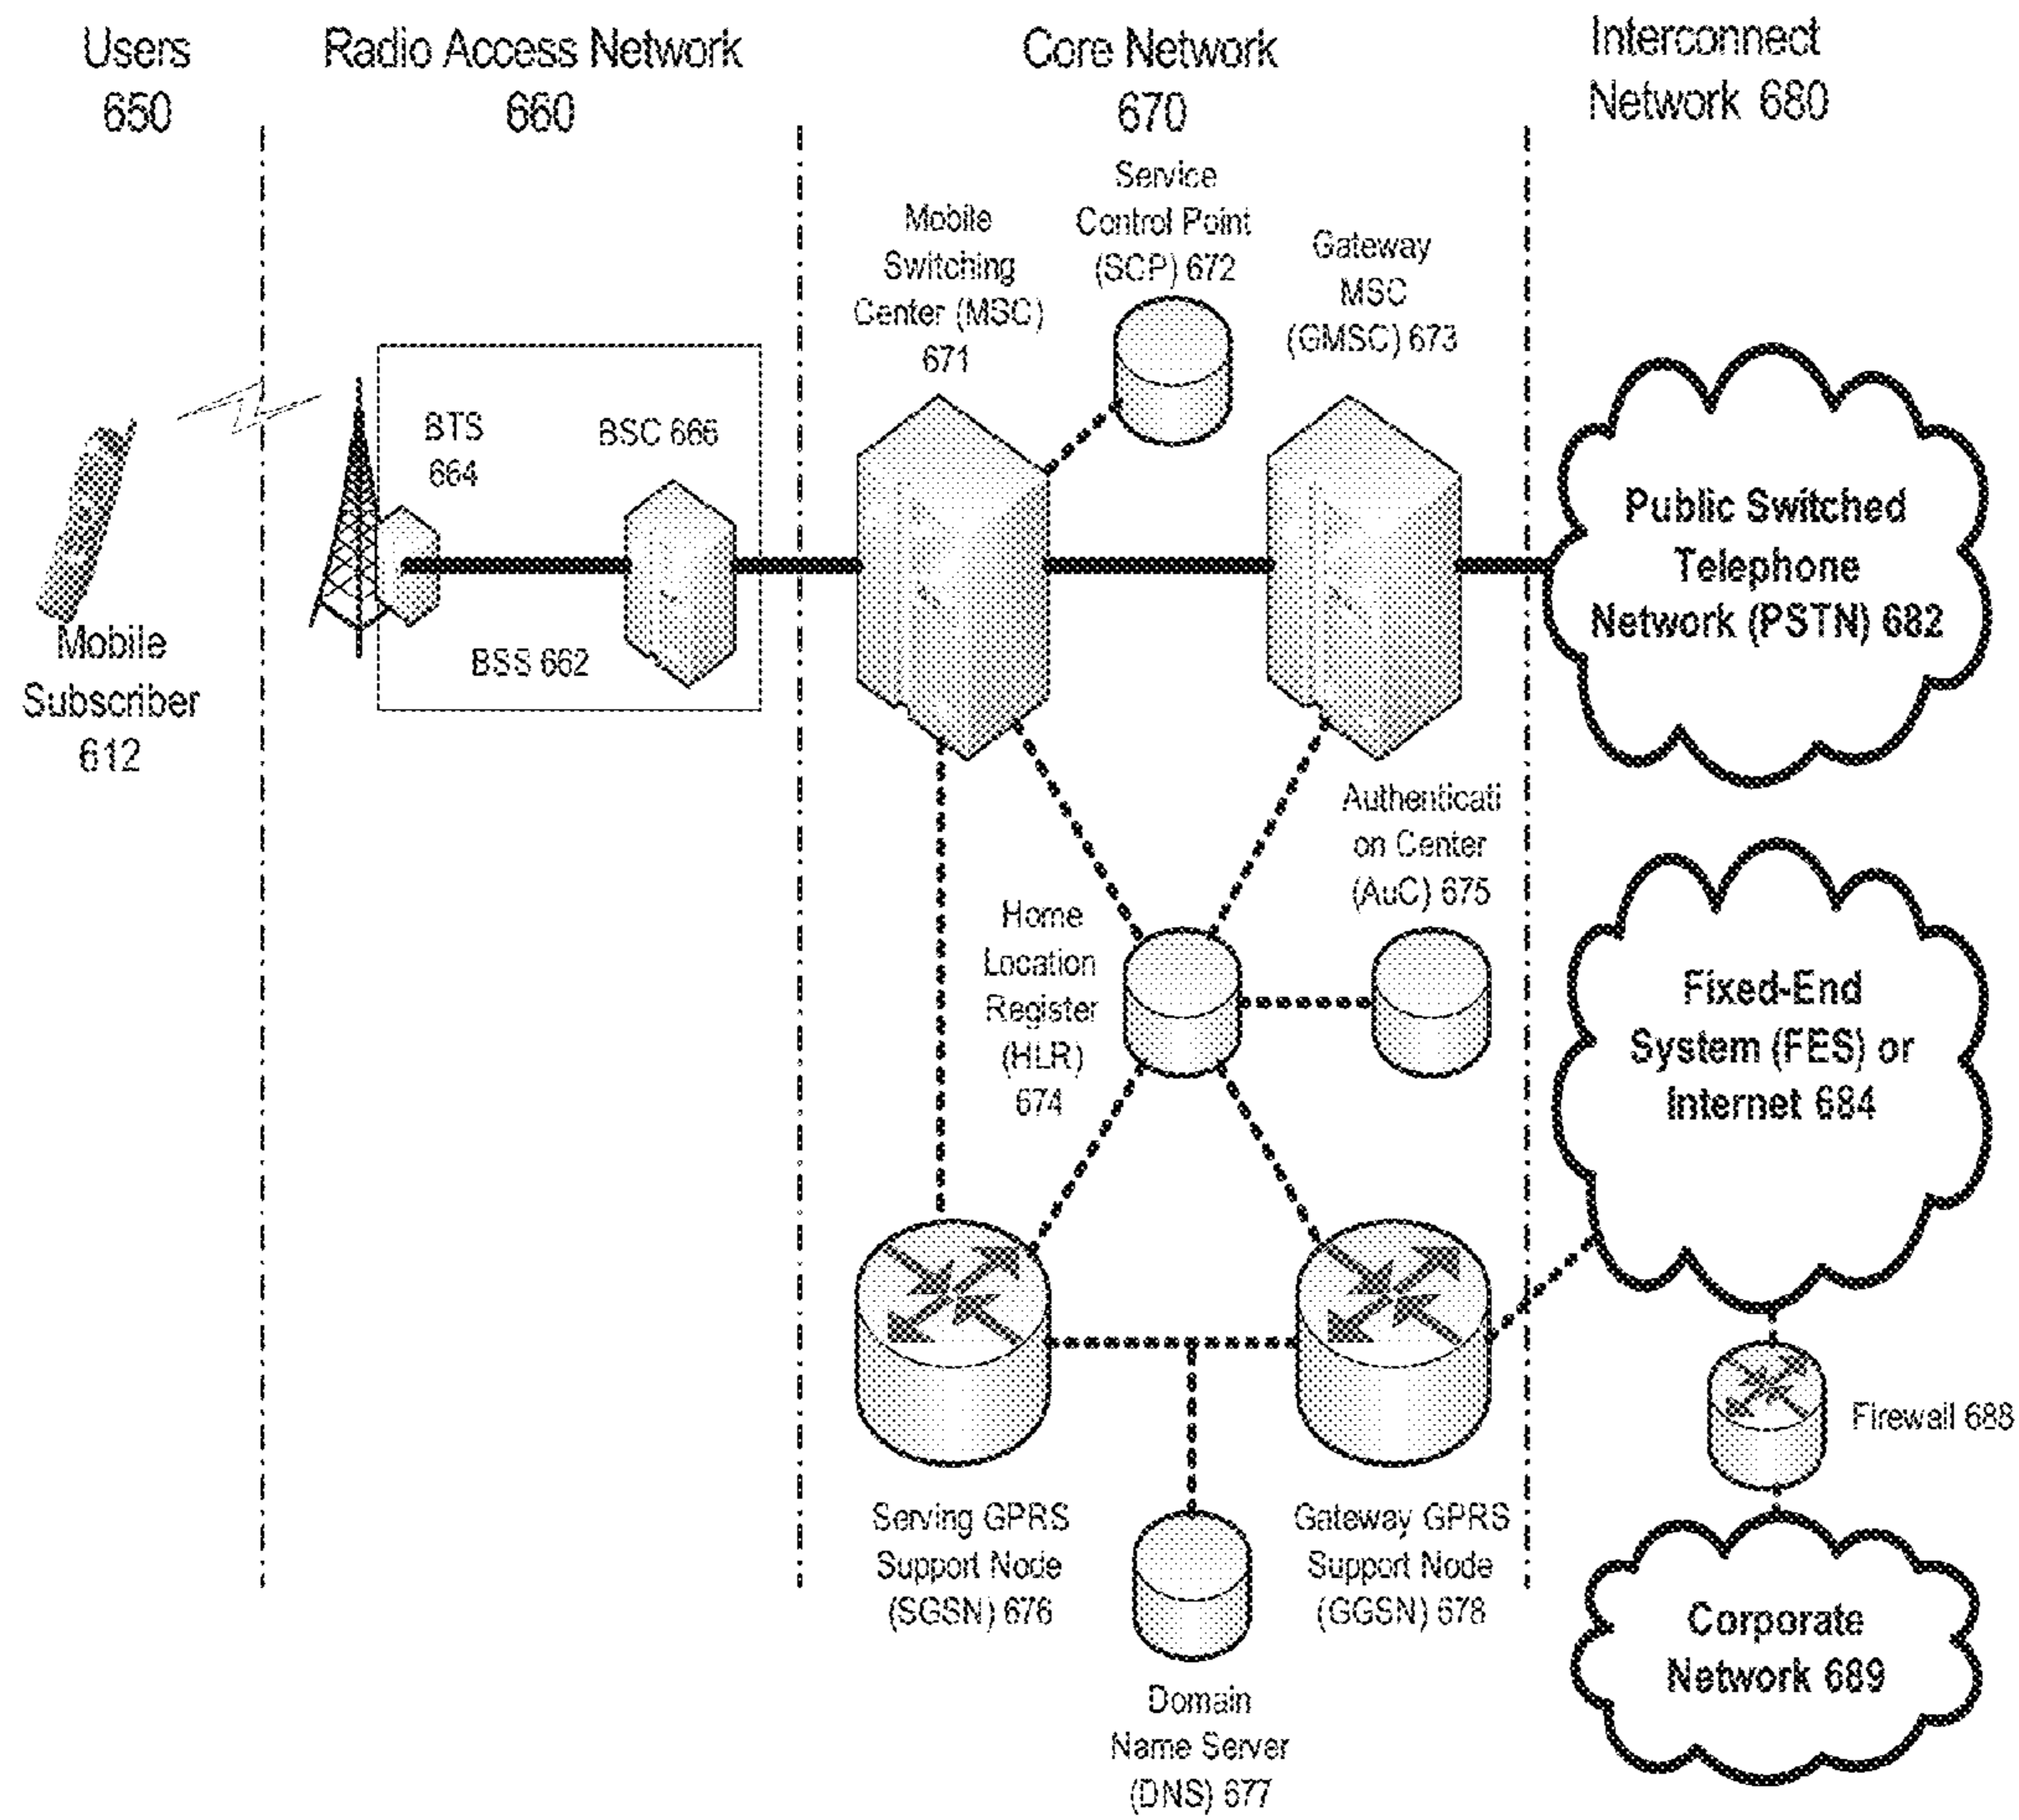 Users
650
Radio Access Network
660
Core Network
670
Interconnect
Network 680
Service
Control Point
(SCP) 672
Mobile
Switching
Center (MSC)
671
Gateway
MSC
(GMSC) 673
BTS
664
BSC 666
BSS 662
Mobile
Subscriber
612
Public Switched
Telephone
Network (PSTN) 682
Authenticati
on Center
(AuC) 675
Home
Location
Register
(HLR)
674
Fixed-End
System (FES) or
Internet 684
Firewall 688
Serving GPRS
Support Node
(SGSN) 676
Gateway GPRS
Support Node
(GGSN) 678
Corporate
Network 689
Domain
Name Server
(DNS) 677